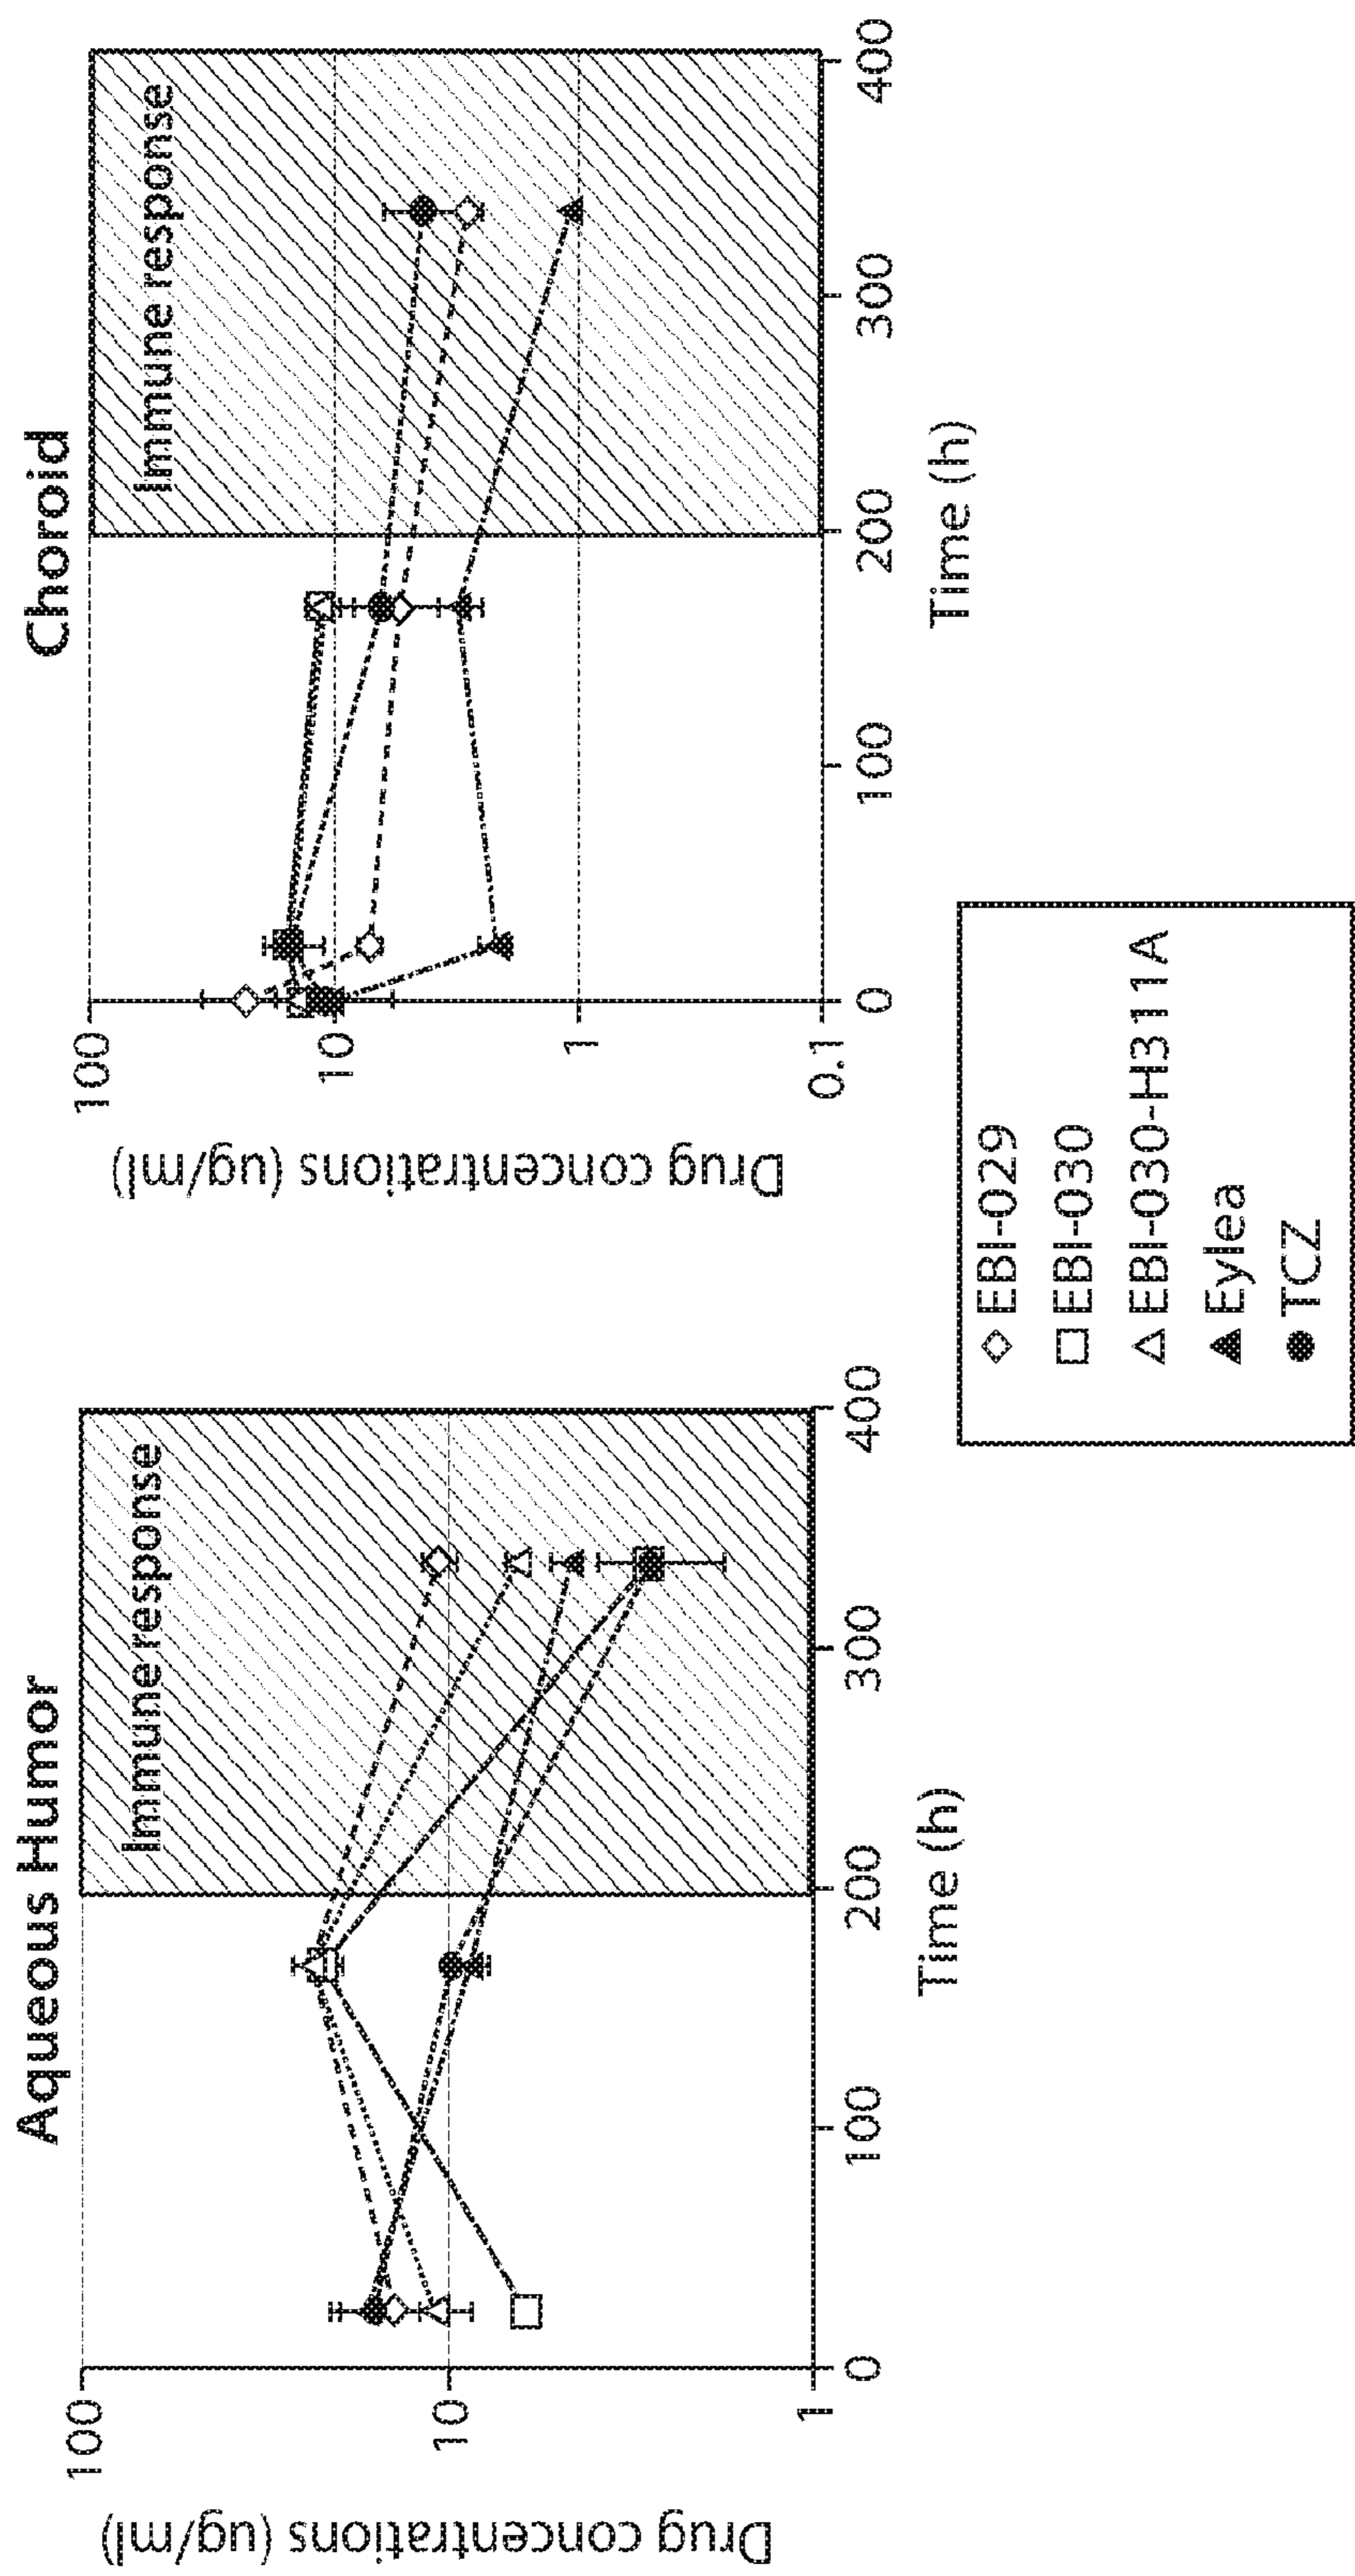 Aqueous Humor
Drug concentrations (ug/ml)
100
10
1
Immune response
0
100
200
300
400
Time (h)
Choroid
Drug concentrations (ug/ml)
100
10
1
0.1
Immune response
0
100
200
300
400
Time (h)
EBI-029
EBI-030
EBI-030-H311A
Eylea
TCZ